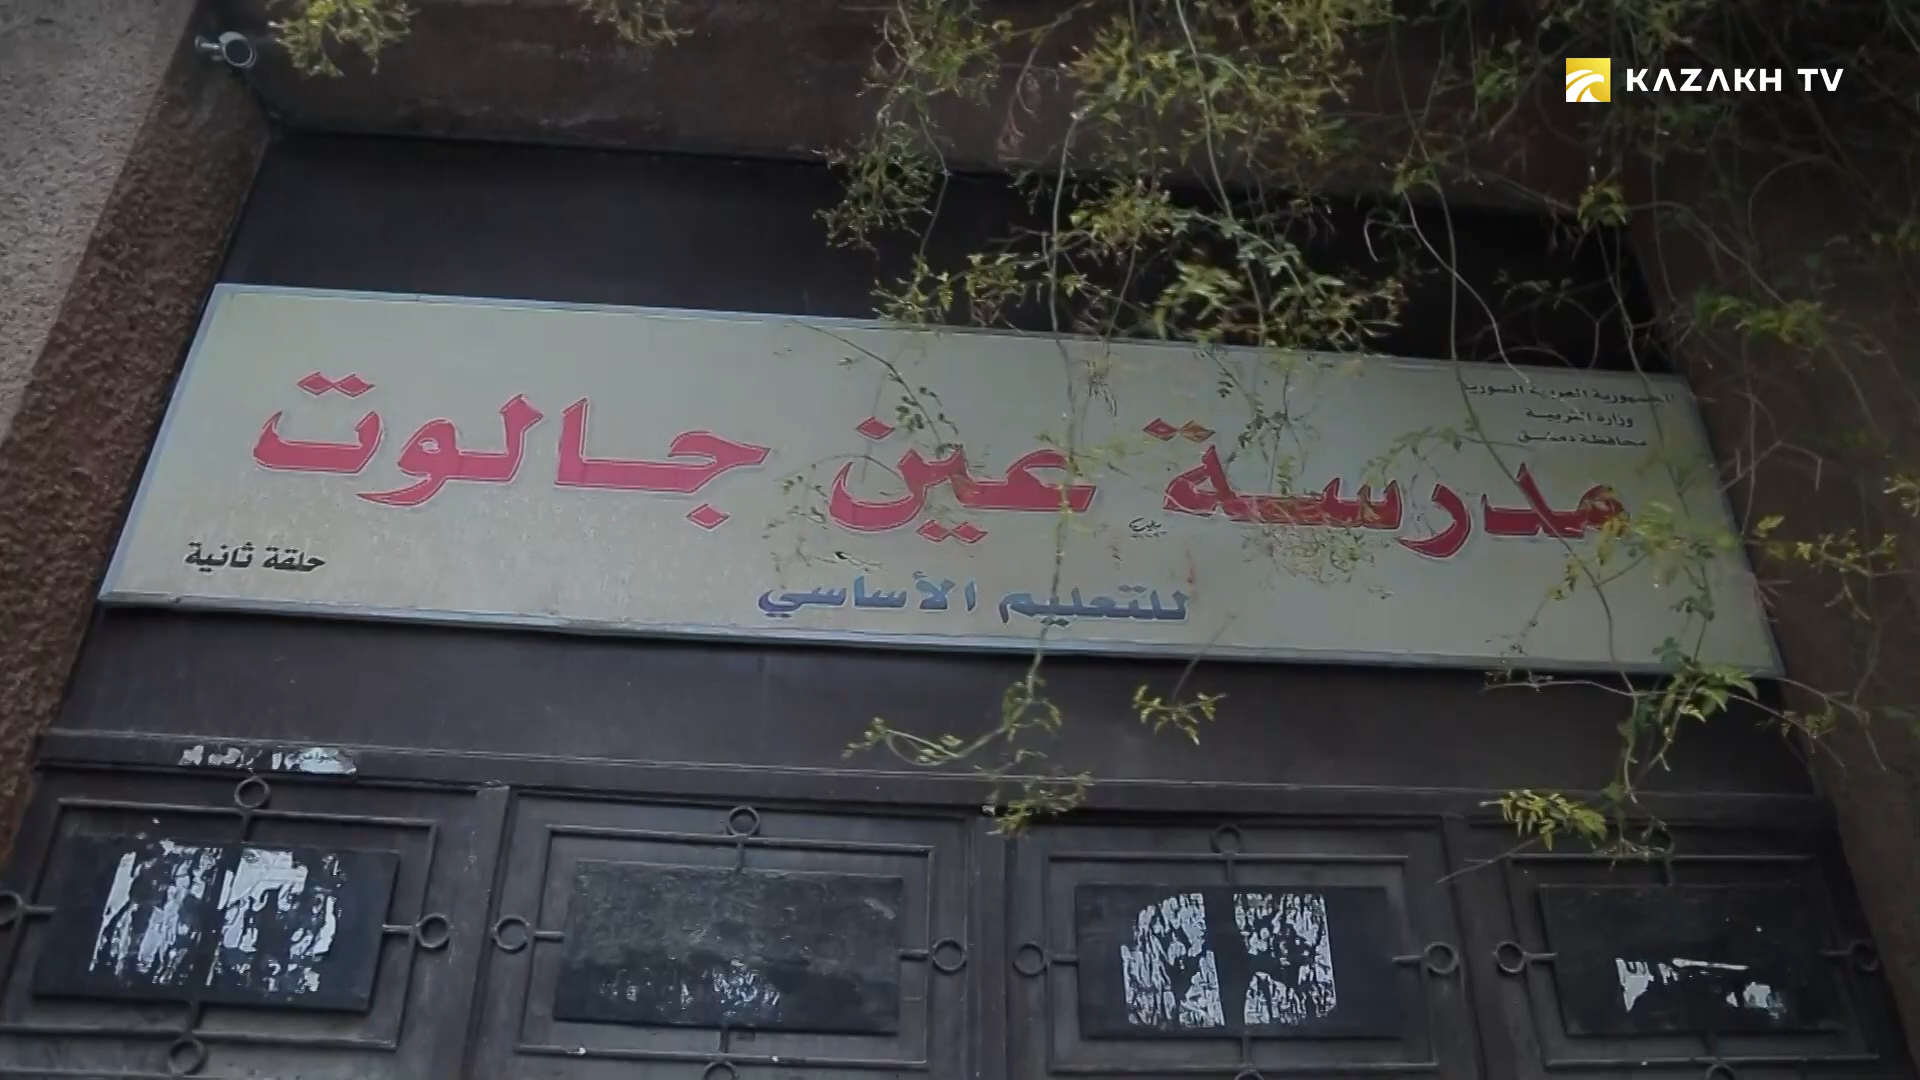 KAZAKH TV
الجمهورية العربية السورية
وزارة التربية
محافظة دمشق
مدرسة عين جالوت
للتعليم الأساسي
حلقة ثانية